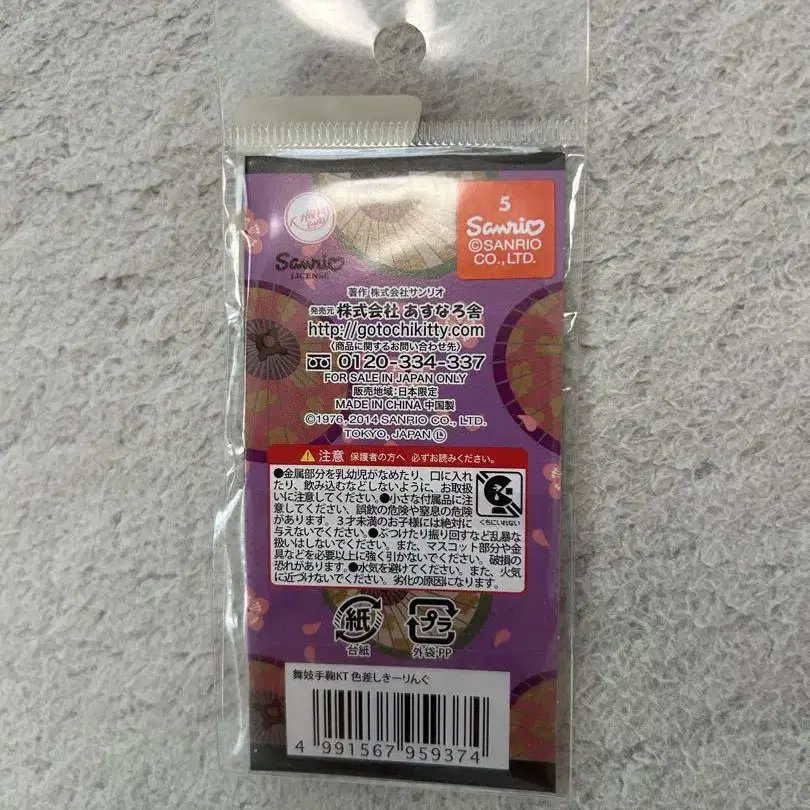 5
Sanrio
©SANRIO
CO.,LTD.
Sanrio
LICENSE
著作 株式会社サンリオ
発売元 株式会社 あすなろ舎
http://gotochikitty.com
〈商品に関するお問い合わせ先〉
0120-334-337
FOR SALE IN JAPAN ONLY
販売地域:日本限定
MADE IN CHINA 中国製
©1976, 2014 SANRIO CO., LTD.
TOKYO, JAPAN Ⓛ
注意 保護者の方へ 必ずお読みください。
●金属部分を乳幼児がなめたり、口に入れ
たり、飲み込むなどしないように、お取扱
いに注意してください。●小さな付属品に注
意してください、誤飲の危険や窒息の危険
があります。3才未満のお子様には絶対に
与えないでください。●ぶつけたり振り回すなど乱暴な
扱いはしないでください。また、マスコット部分や金
具などを必要以上に強く引かないでください。破損の
恐れがあります。●水気を避けてください。また、火気
に近づけないでください。劣化の原因になります。
くちにいれない
紙
台紙
プラ
外袋:PP
舞妓手鞠KT 色差しきーりんぐ
4 991567 959374